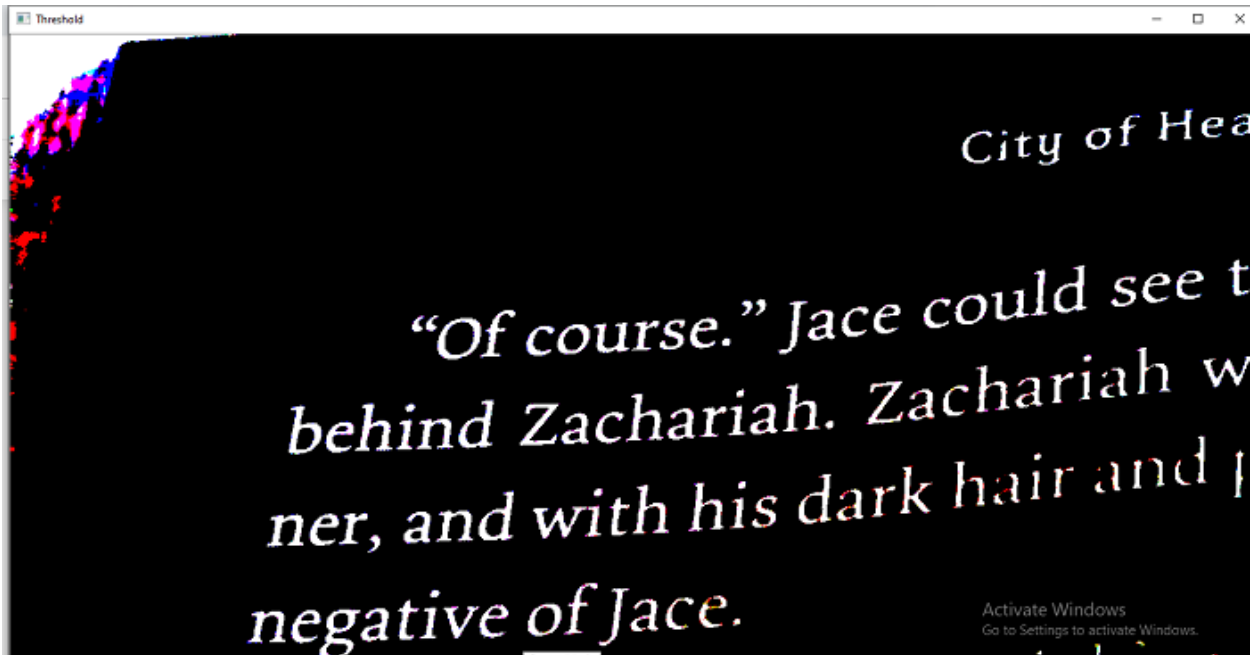 Threshold
City of Hea
“Of course.” Jace could see t
behind Zachariah. Zachariah w
ner, and with his dark hair and p
negative of Jace.
Activate Windows
Go to Settings to activate Windows.